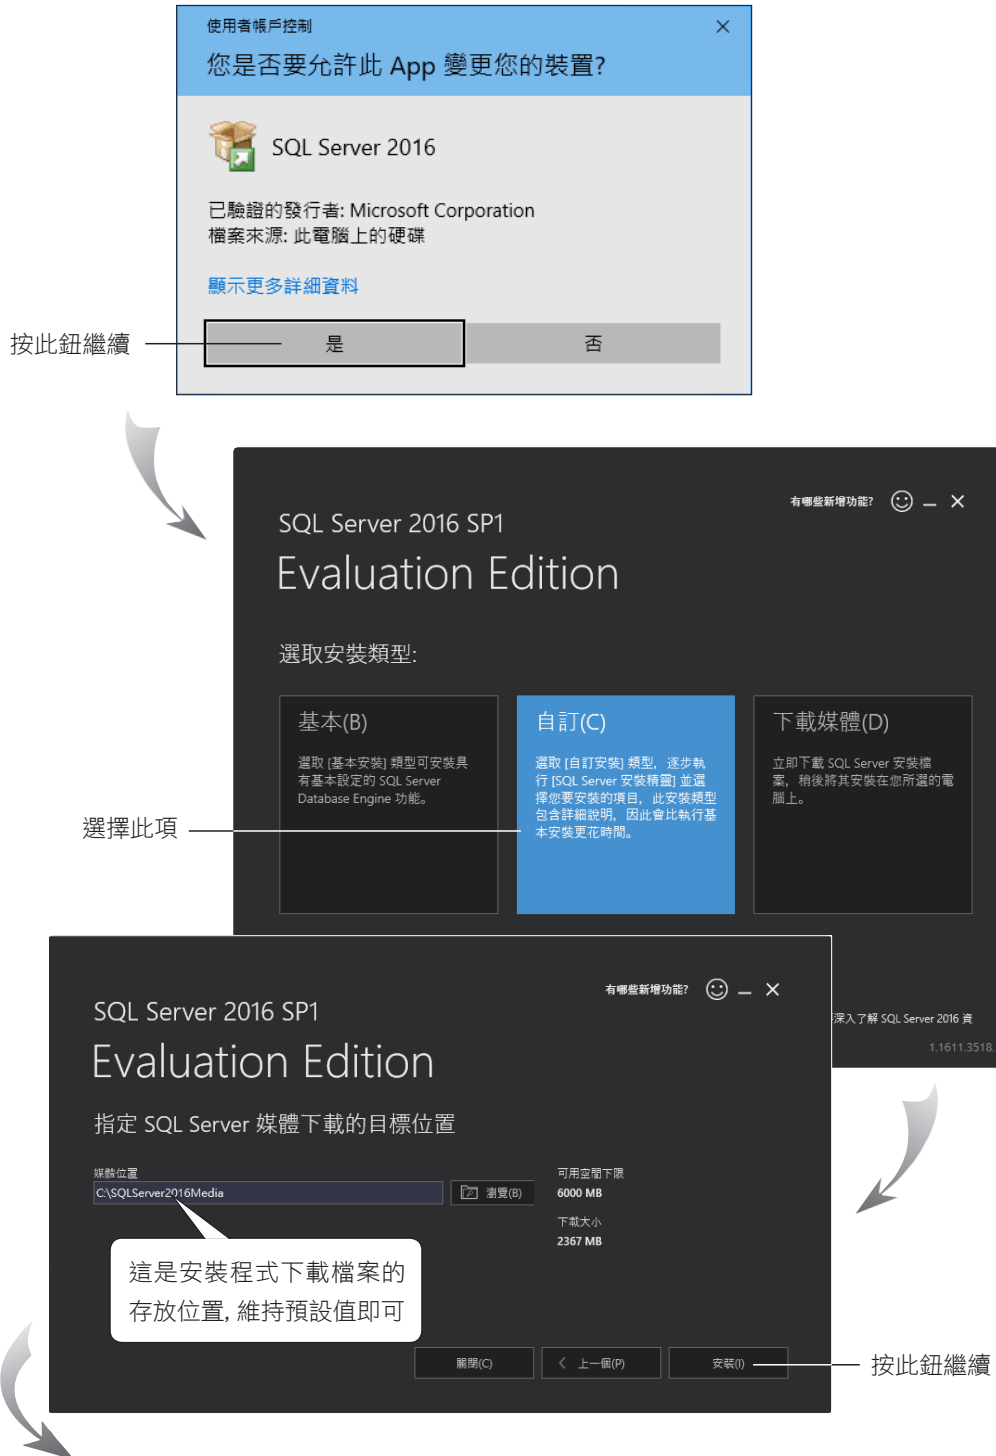 使用者帳戶控制
您是否要允許此 App 變更您的裝置?
SQL Server 2016
已驗證的發行者: Microsoft Corporation
檔案來源: 此電腦上的硬碟
顯示更多詳細資料
按此鈕繼續
是
否
有哪些新增功能?
SQL Server 2016 SP1
Evaluation Edition
選取安裝類型:
基本(B)
選取 [基本安裝] 類型可安裝具
有基本設定的 SQL Server
Database Engine 功能。
自訂(C)
選取 [自訂安裝] 類型，逐步執
行 [SQL Server 安裝精靈] 並選
擇您要安裝的項目，此安裝類型
包含詳細說明，因此會比執行基
本安裝更花時間。
下載媒體(D)
立即下載 SQL Server 安裝檔
案，稍後將其安裝在您所選的電
腦上。
選擇此項
深入了解 SQL Server 2016 資
1.1611.3518.
有哪些新增功能?
SQL Server 2016 SP1
Evaluation Edition
指定 SQL Server 媒體下載的目標位置
媒體位置
C:\SQLServer2016Media
瀏覽(B)
可用空間下限
6000 MB
下載大小
2367 MB
這是安裝程式下載檔案的
存放位置, 維持預設值即可
關閉(C)
上一個(P)
安裝(I)
按此鈕繼續